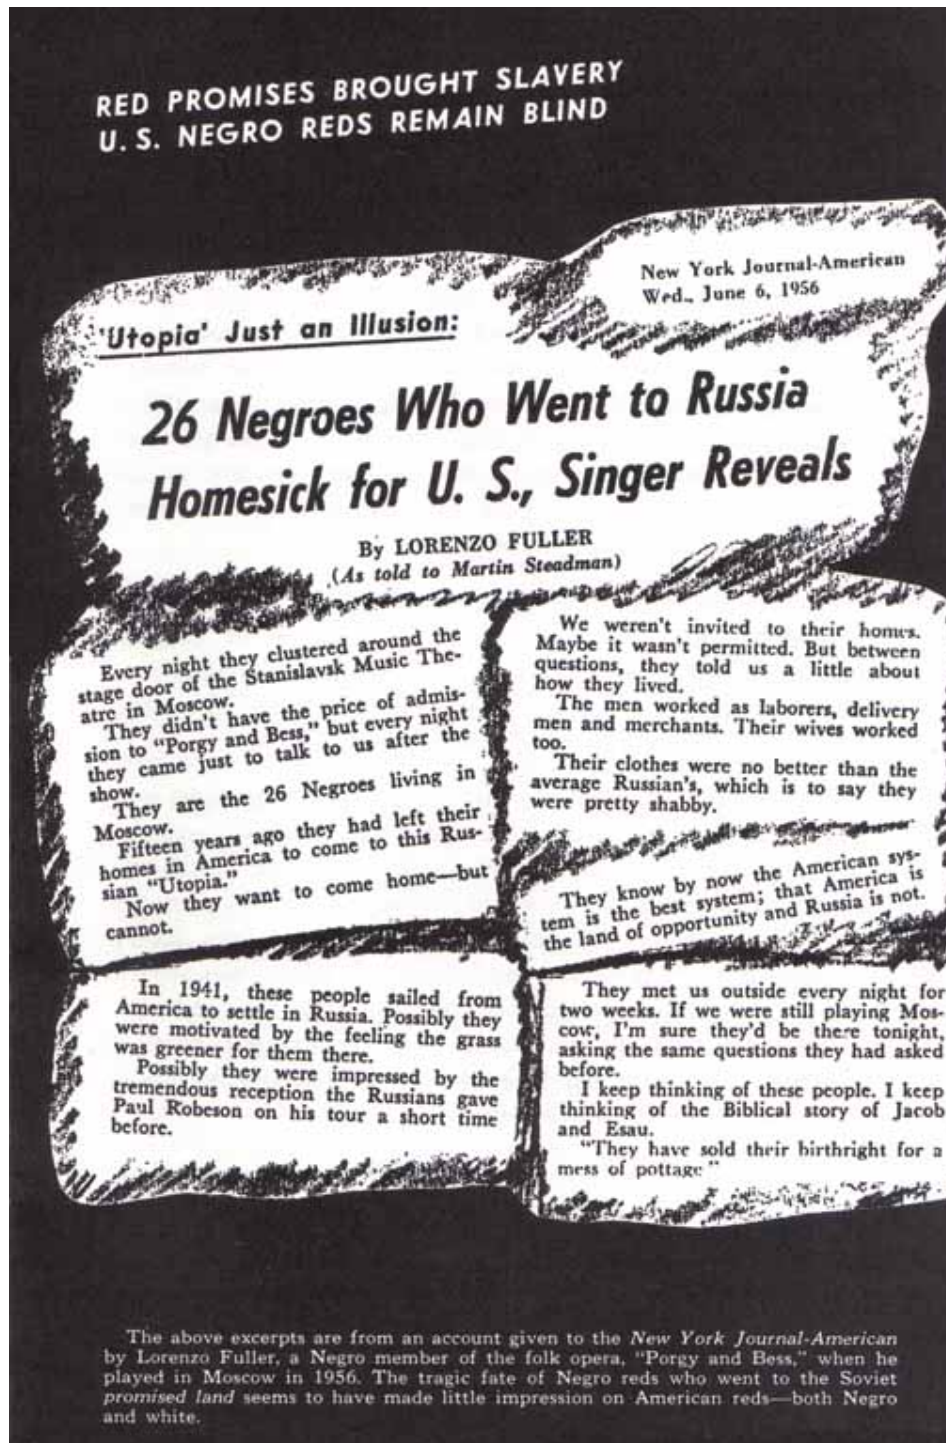 RED PROMISES BROUGHT SLAVERY
U. S. NEGRO REDS REMAIN BLIND
New York Journal-American
Wed., June 6, 1956
'Utopia' Just an Illusion:
26 Negroes Who Went to Russia
Homesick for U. S., Singer Reveals
By LORENZO FULLER
(As told to Martin Steadman)
Every night they clustered around the
stage door of the Stanislavsk Music The-
atre in Moscow.
They didn't have the price of admis-
sion to "Porgy and Bess," but every night
they came just to talk to us after the
show.
They are the 26 Negroes living in
Moscow.
Fifteen years ago they had left their
homes in America to come to this Rus-
sian "Utopia."
Now they want to come home—but
cannot.
In 1941, these people sailed from
America to settle in Russia. Possibly they
were motivated by the feeling the grass
was greener for them there.
Possibly they were impressed by the
tremendous reception the Russians gave
Paul Robeson on his tour a short time
before.
We weren't invited to their homes.
Maybe it wasn't permitted. But between
questions, they told us a little about
how they lived.
The men worked as laborers, delivery
men and merchants. Their wives worked
too.
Their clothes were no better than the
average Russian's, which is to say they
were pretty shabby.
They know by now the American sys-
tem is the best system; that America is
the land of opportunity and Russia is not.
They met us outside every night for
two weeks. If we were still playing Mos-
cow, I'm sure they'd be there tonight,
asking the same questions they had asked
before.
I keep thinking of these people. I keep
thinking of the Biblical story of Jacob
and Esau.
"They have sold their birthright for a
mess of pottage"
The above excerpts are from an account given to the New York Journal-American
by Lorenzo Fuller, a Negro member of the folk opera, "Porgy and Bess," when he
played in Moscow in 1956. The tragic fate of Negro reds who went to the Soviet
promised land seems to have made little impression on American reds—both Negro
and white.